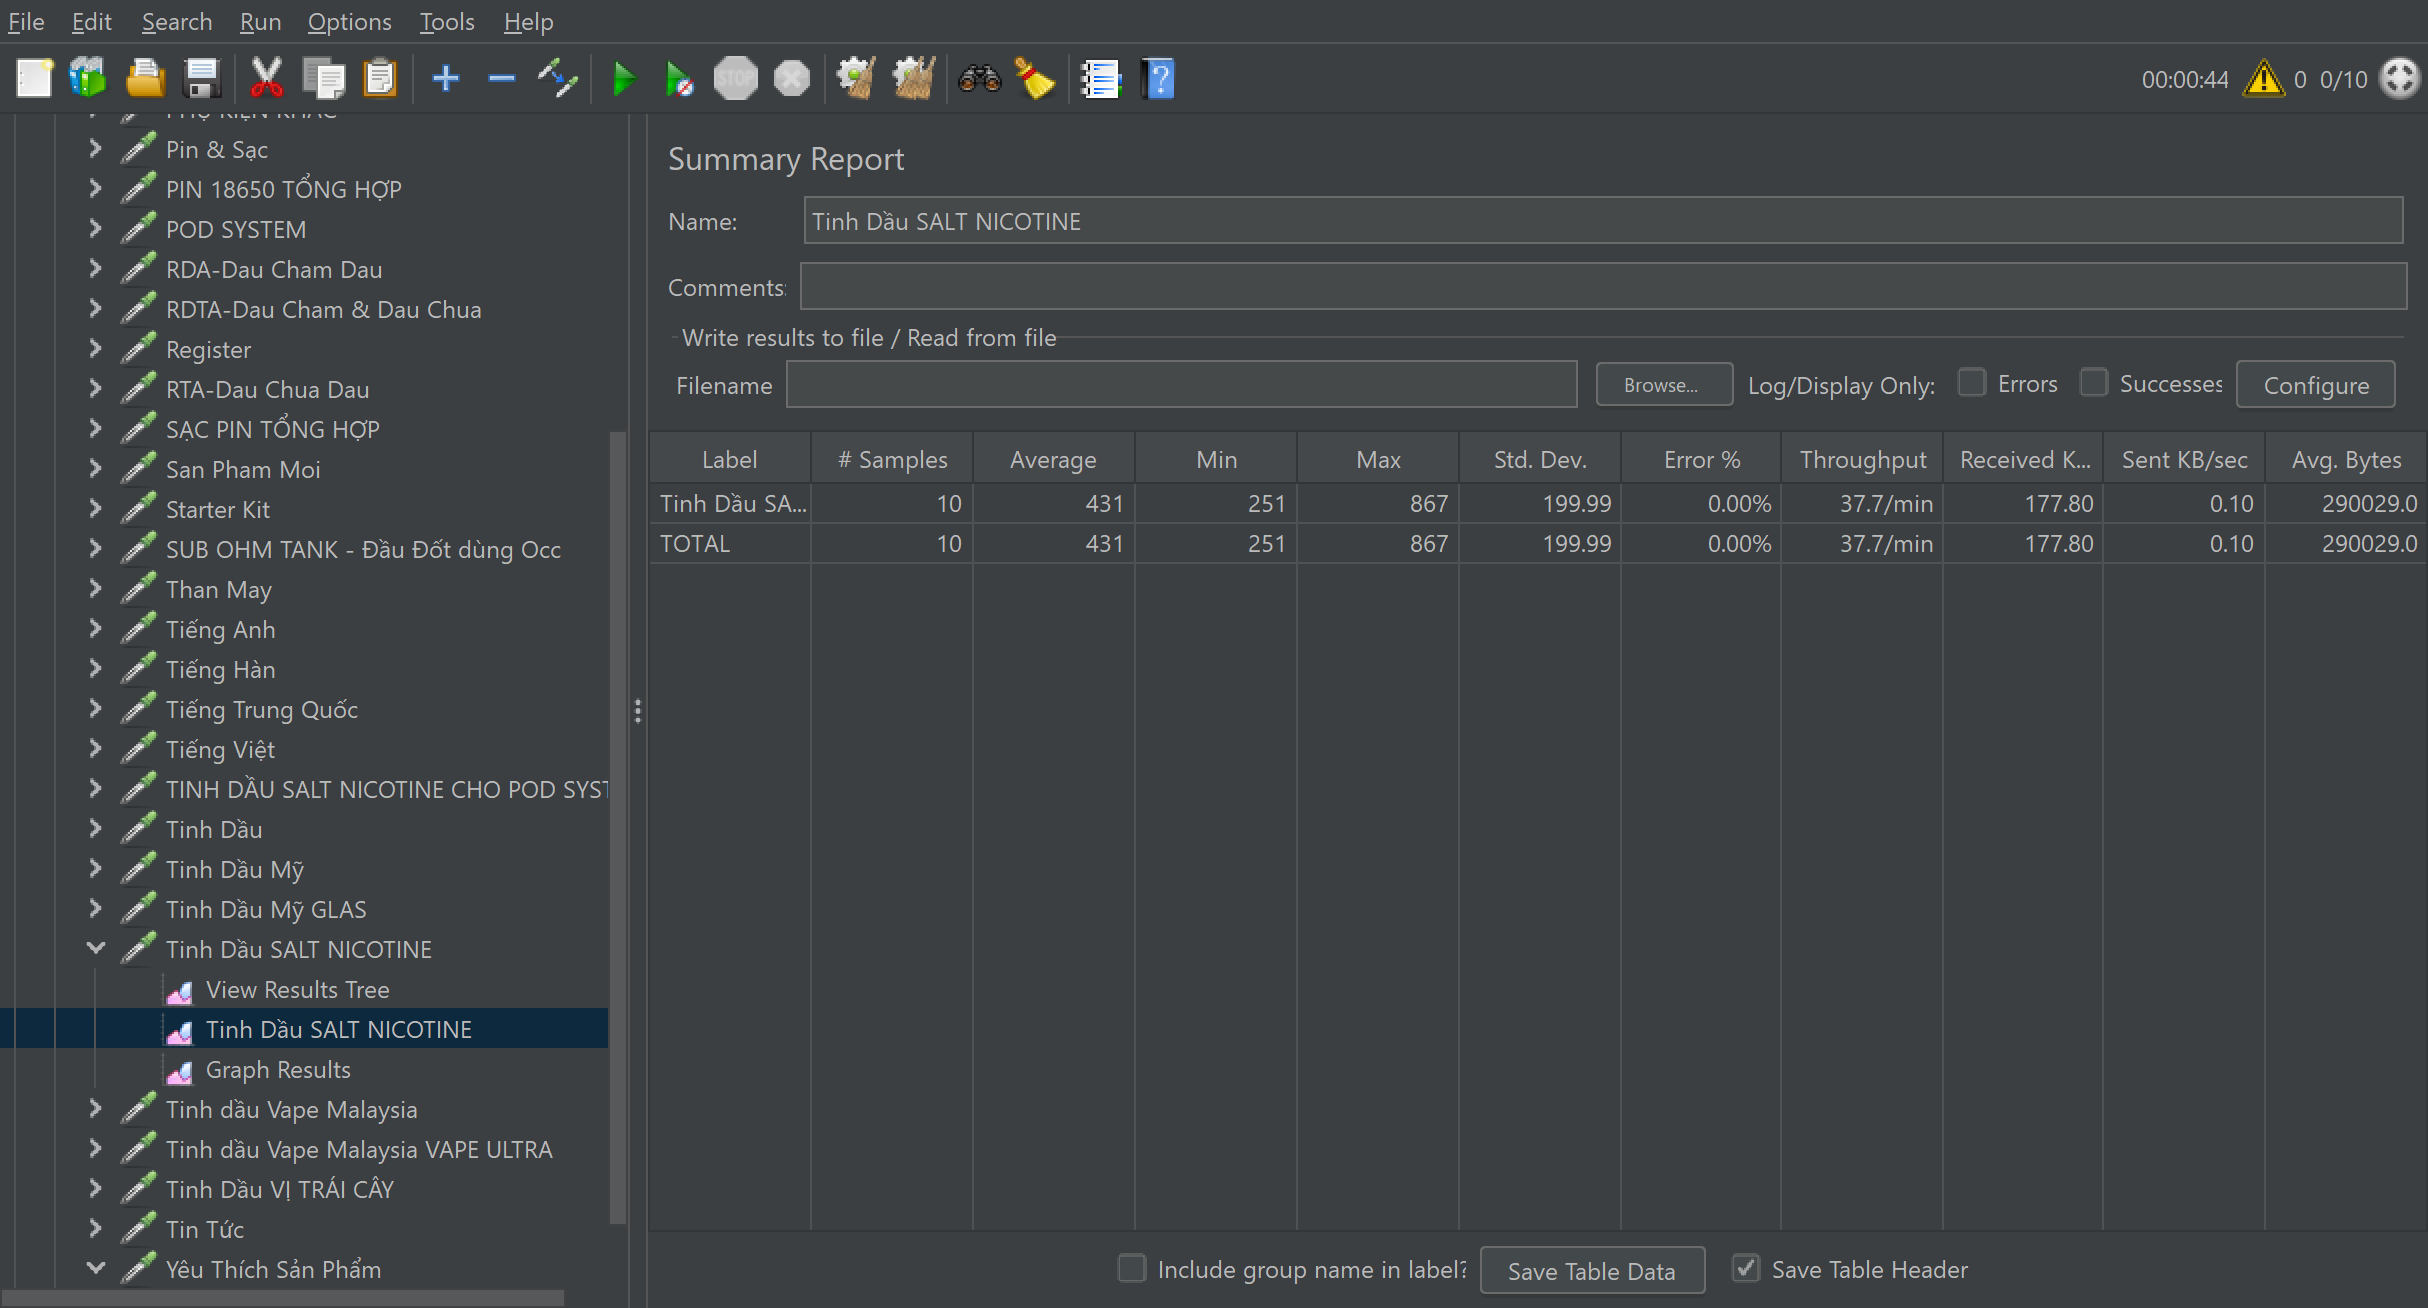 File Edit Search Run Options Tools Help
STOP
00:00:44 0 0/10
Pin & Sạc
PIN 18650 TỔNG HỢP
POD SYSTEM
RDA-Dau Cham Dau
RDTA-Dau Cham & Dau Chua
Register
RTA-Dau Chua Dau
SẠC PIN TỔNG HỢP
San Pham Moi
Starter Kit
SUB OHM TANK - Đầu Đốt dùng Occ
Than May
Tiếng Anh
Tiếng Hàn
Tiếng Trung Quốc
Tiếng Việt
TINH DẦU SALT NICOTINE CHO POD SYST
Tinh Dầu
Tinh Dầu Mỹ
Tinh Dầu Mỹ GLAS
Tinh Dầu SALT NICOTINE
View Results Tree
Tinh Dầu SALT NICOTINE
Graph Results
Tinh dầu Vape Malaysia
Tinh dầu Vape Malaysia VAPE ULTRA
Tinh Dầu VỊ TRÁI CÂY
Tin Tức
Yêu Thích Sản Phẩm
Summary Report
Name: Tinh Dầu SALT NICOTINE
Comments:
Write results to file / Read from file
Filename Browse... Log/Display Only: Errors Successes Configure
Label # Samples Average Min Max Std. Dev. Error % Throughput Received K... Sent KB/sec Avg. Bytes
Tinh Dầu SA... 10 431 251 867 199.99 0.00% 37.7/min 177.80 0.10 290029.0
TOTAL 10 431 251 867 199.99 0.00% 37.7/min 177.80 0.10 290029.0
Include group name in label? Save Table Data Save Table Header